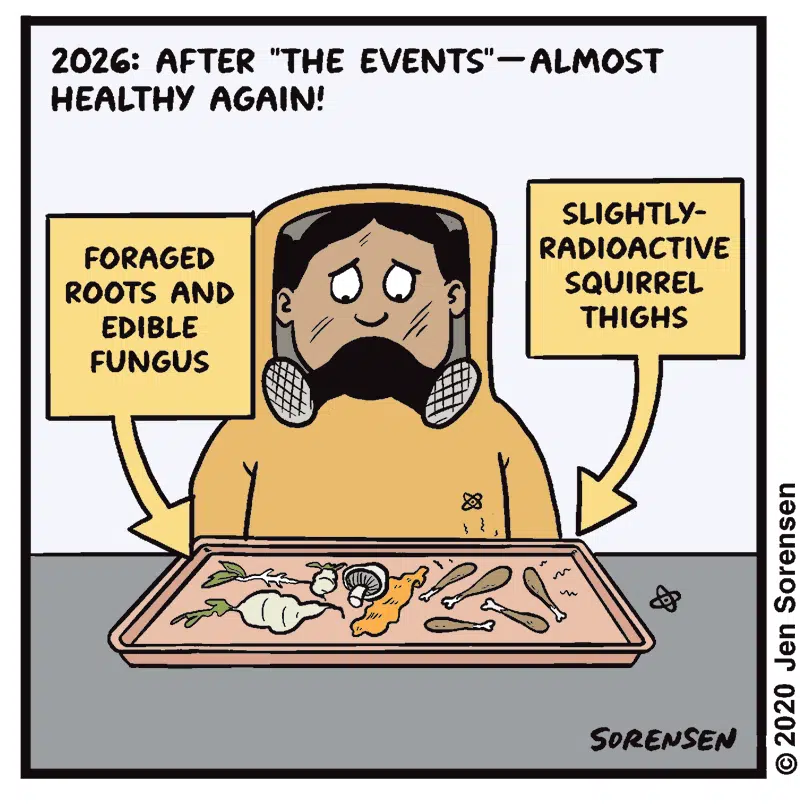 2026: AFTER "THE EVENTS"—ALMOST
HEALTHY AGAIN!
FORAGED
ROOTS AND
EDIBLE
FUNGUS
SLIGHTLY-
RADIOACTIVE
SQUIRREL
THIGHS
SORENSEN
© 2020 Jen Sorensen